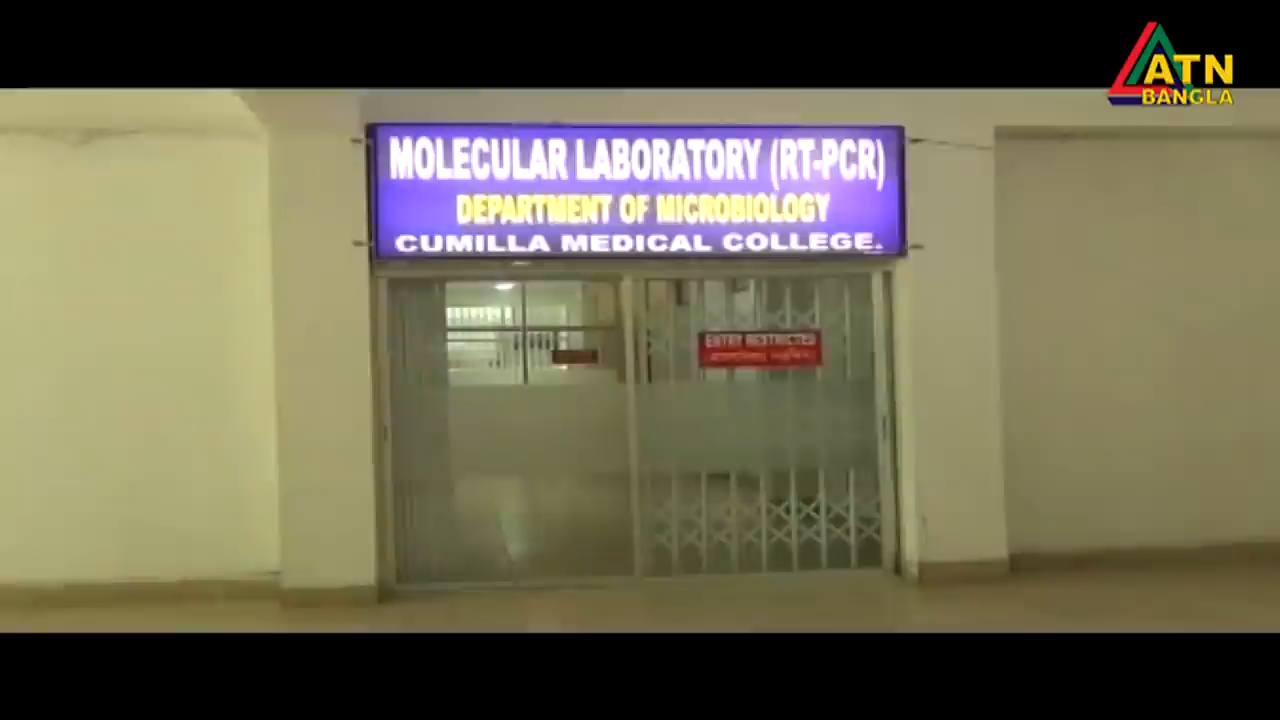 ATN
BANGLA
MOLECULAR LABORATORY (RT-PCR)
DEPARTMENT OF MICROBIOLOGY
CUMILLA MEDICAL COLLEGE.
ENTRY RESTRICTED